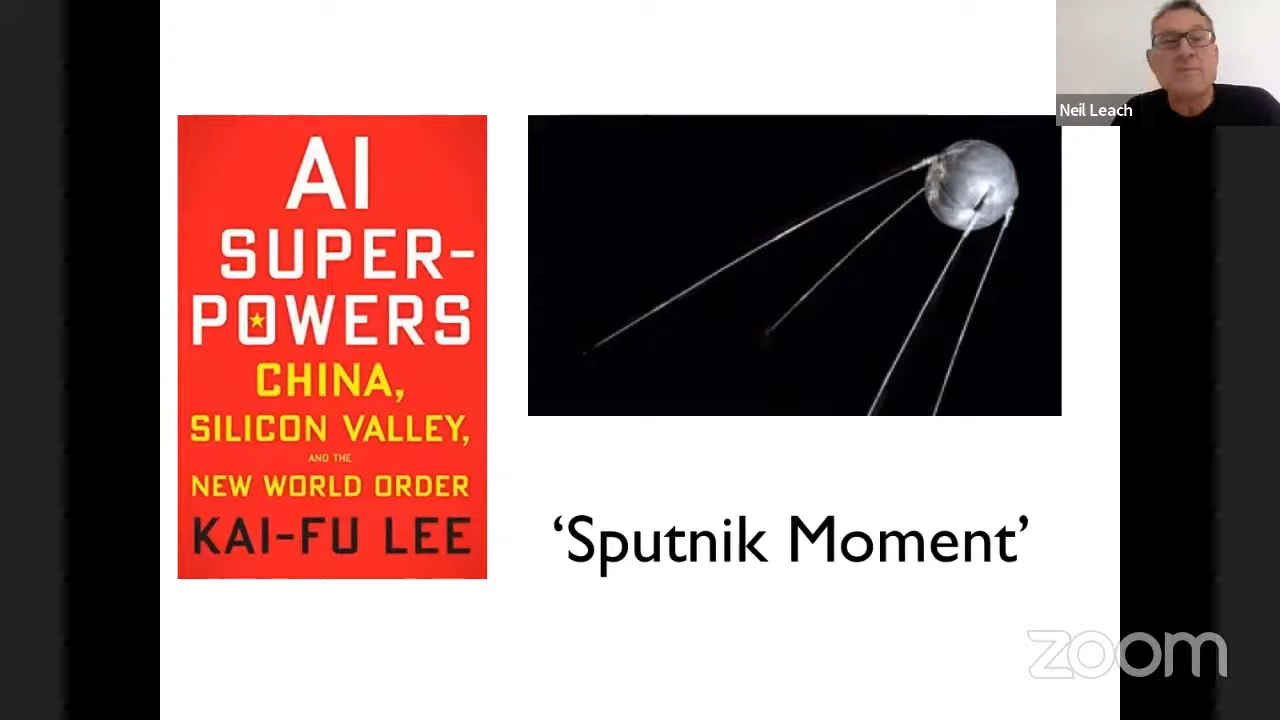 AI
SUPER-
POWERS
CHINA,
SILICON VALLEY,
AND THE
NEW WORLD ORDER
KAI-FU LEE
‘Sputnik Moment’
Neil Leach
zoom